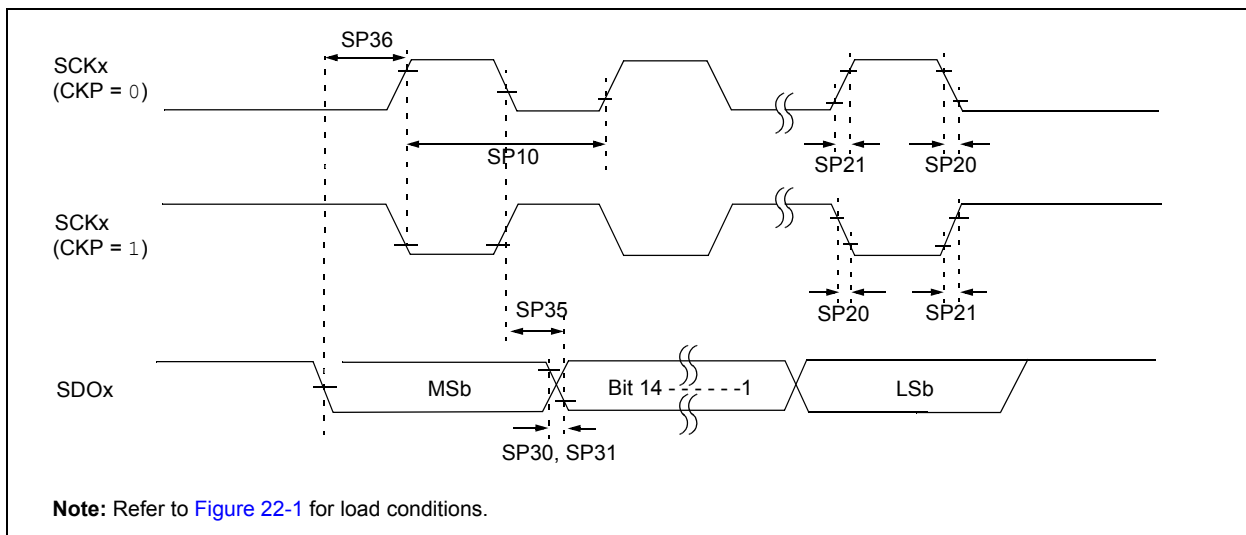 SP36
SCKx
(CKP = 0)
SP10
SP21
SP20
SCKx
(CKP = 1)
SP35
SP20
SP21
SDOx
MSb
Bit 14 - - - - - -1
LSb
SP30, SP31
Note: Refer to Figure 22-1 for load conditions.